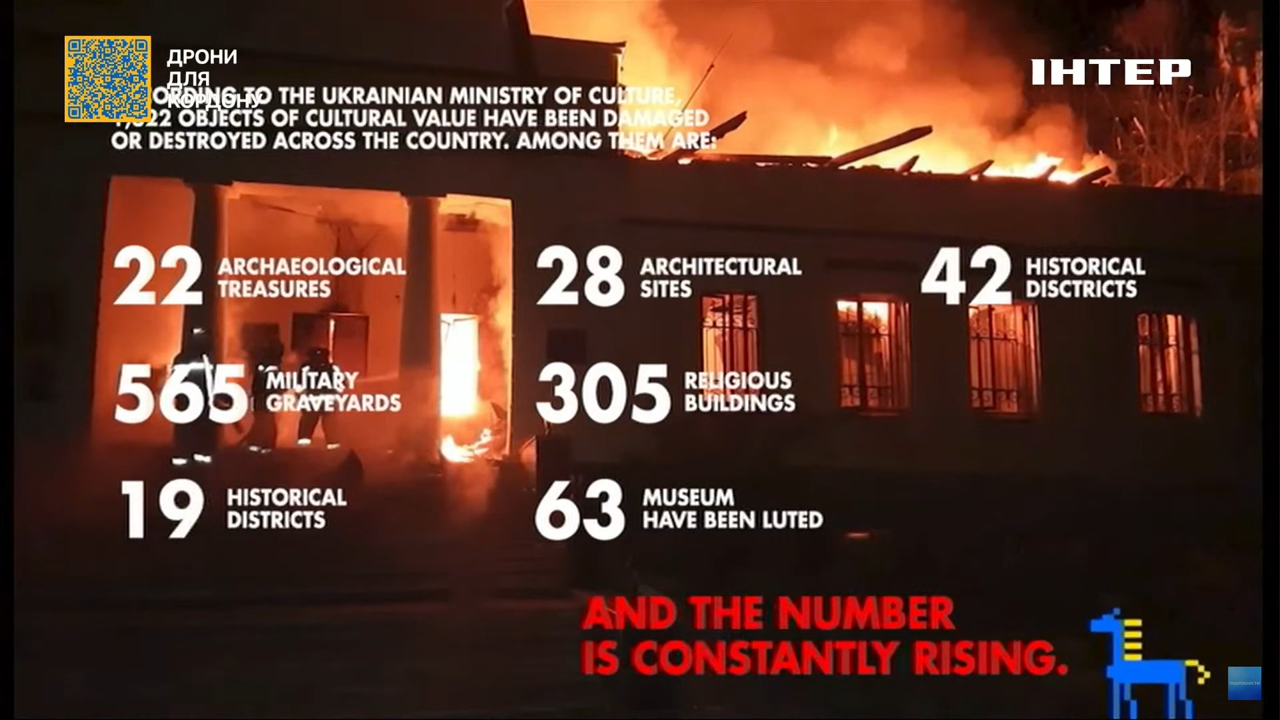 ДРОНИ
ДЛЯ
КОРДОНУ
ІНТЕР
TO THE UKRAINIAN MINISTRY OF CULTURE,
OBJECTS OF CULTURAL VALUE HAVE BEEN DAMAGED
OR DESTROYED ACROSS THE COUNTRY. AMONG THEM ARE:
22 ARCHAEOLOGICAL
TREASURES
28 ARCHITECTURAL
SITES
42 HISTORICAL
DISCTRICTS
565 MILITARY
GRAVEYARDS
305 RELIGIOUS
BUILDINGS
19 HISTORICAL
DISTRICTS
63 MUSEUM
HAVE BEEN LUTED
AND THE NUMBER
IS CONSTANTLY RISING.